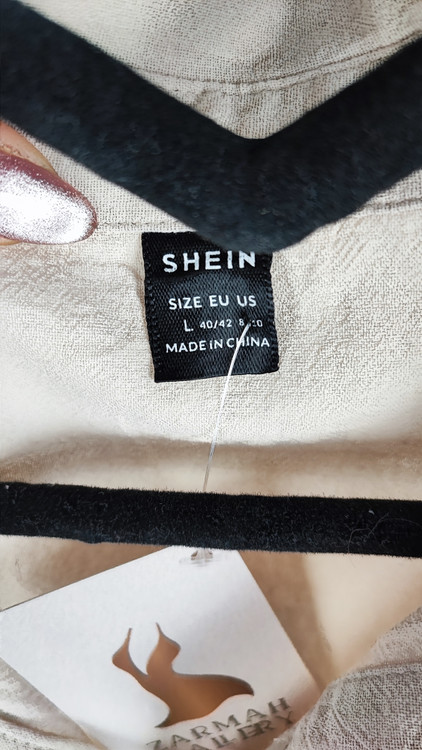 SHEIN
SIZE EU US
L 40/42 8/10
MADE IN CHINA
ZARMAH